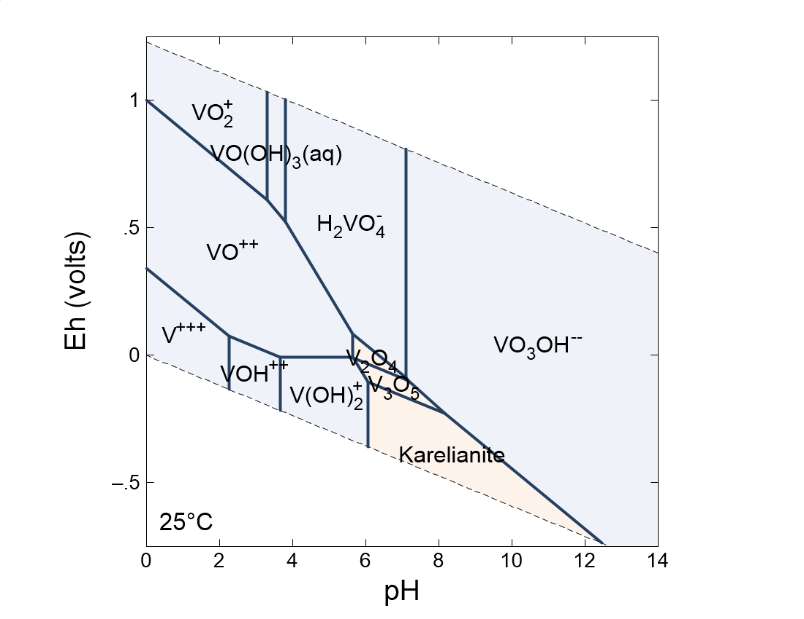 1
VO₂⁺
VO(OH)₃(aq)
.5
H₂VO₄⁻
VO⁺⁺
Eh (volts)
V⁺⁺⁺
VO₃OH⁻⁻
0
V₂O₄
VOH⁺⁺
V₃O₅
V(OH)₂⁺
Karelianite
–.5
25°C
0 2 4 6 8 10 12 14
pH